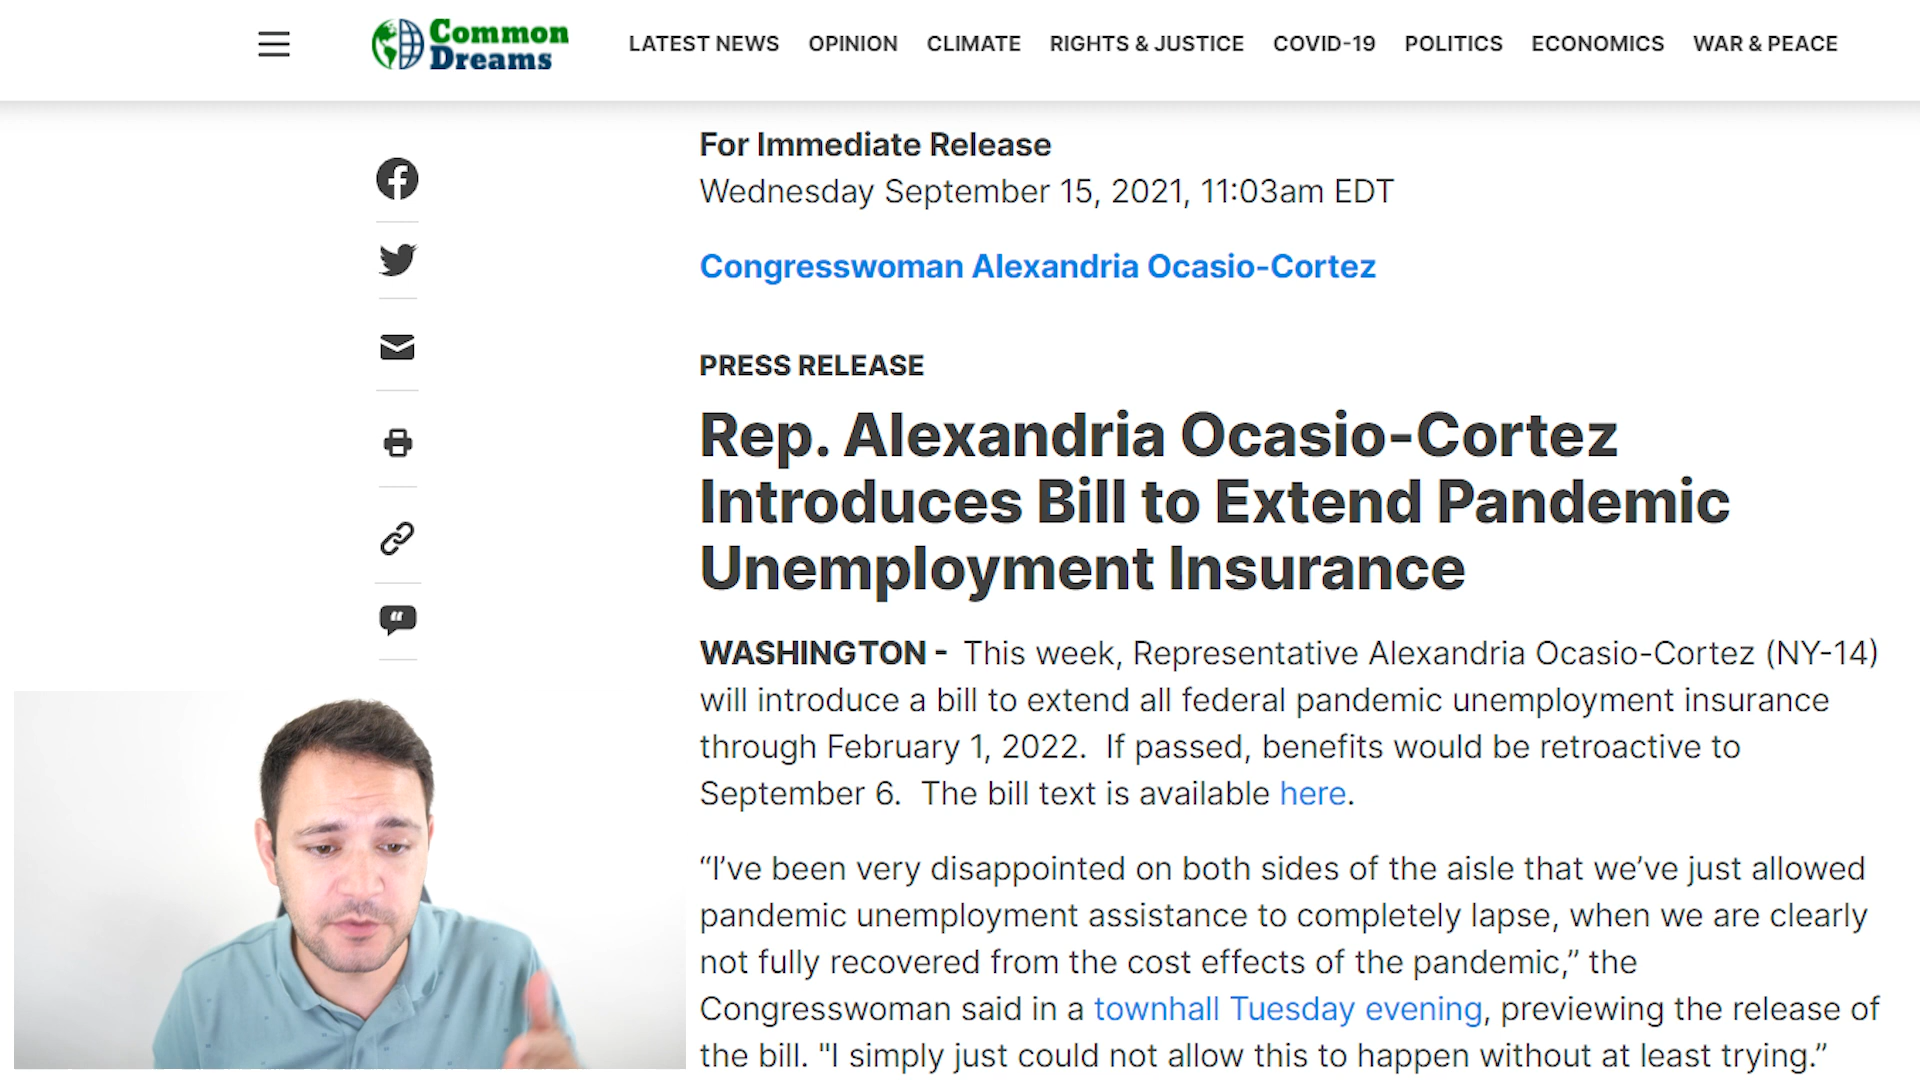 Common
Dreams
LATEST NEWS OPINION CLIMATE RIGHTS & JUSTICE COVID-19 POLITICS ECONOMICS WAR & PEACE
For Immediate Release
Wednesday September 15, 2021, 11:03am EDT
Congresswoman Alexandria Ocasio-Cortez
PRESS RELEASE
Rep. Alexandria Ocasio-Cortez
Introduces Bill to Extend Pandemic
Unemployment Insurance
WASHINGTON - This week, Representative Alexandria Ocasio-Cortez (NY-14)
will introduce a bill to extend all federal pandemic unemployment insurance
through February 1, 2022. If passed, benefits would be retroactive to
September 6. The bill text is available here.
“I’ve been very disappointed on both sides of the aisle that we’ve just allowed
pandemic unemployment assistance to completely lapse, when we are clearly
not fully recovered from the cost effects of the pandemic,” the
Congresswoman said in a townhall Tuesday evening, previewing the release of
the bill. "I simply just could not allow this to happen without at least trying.”